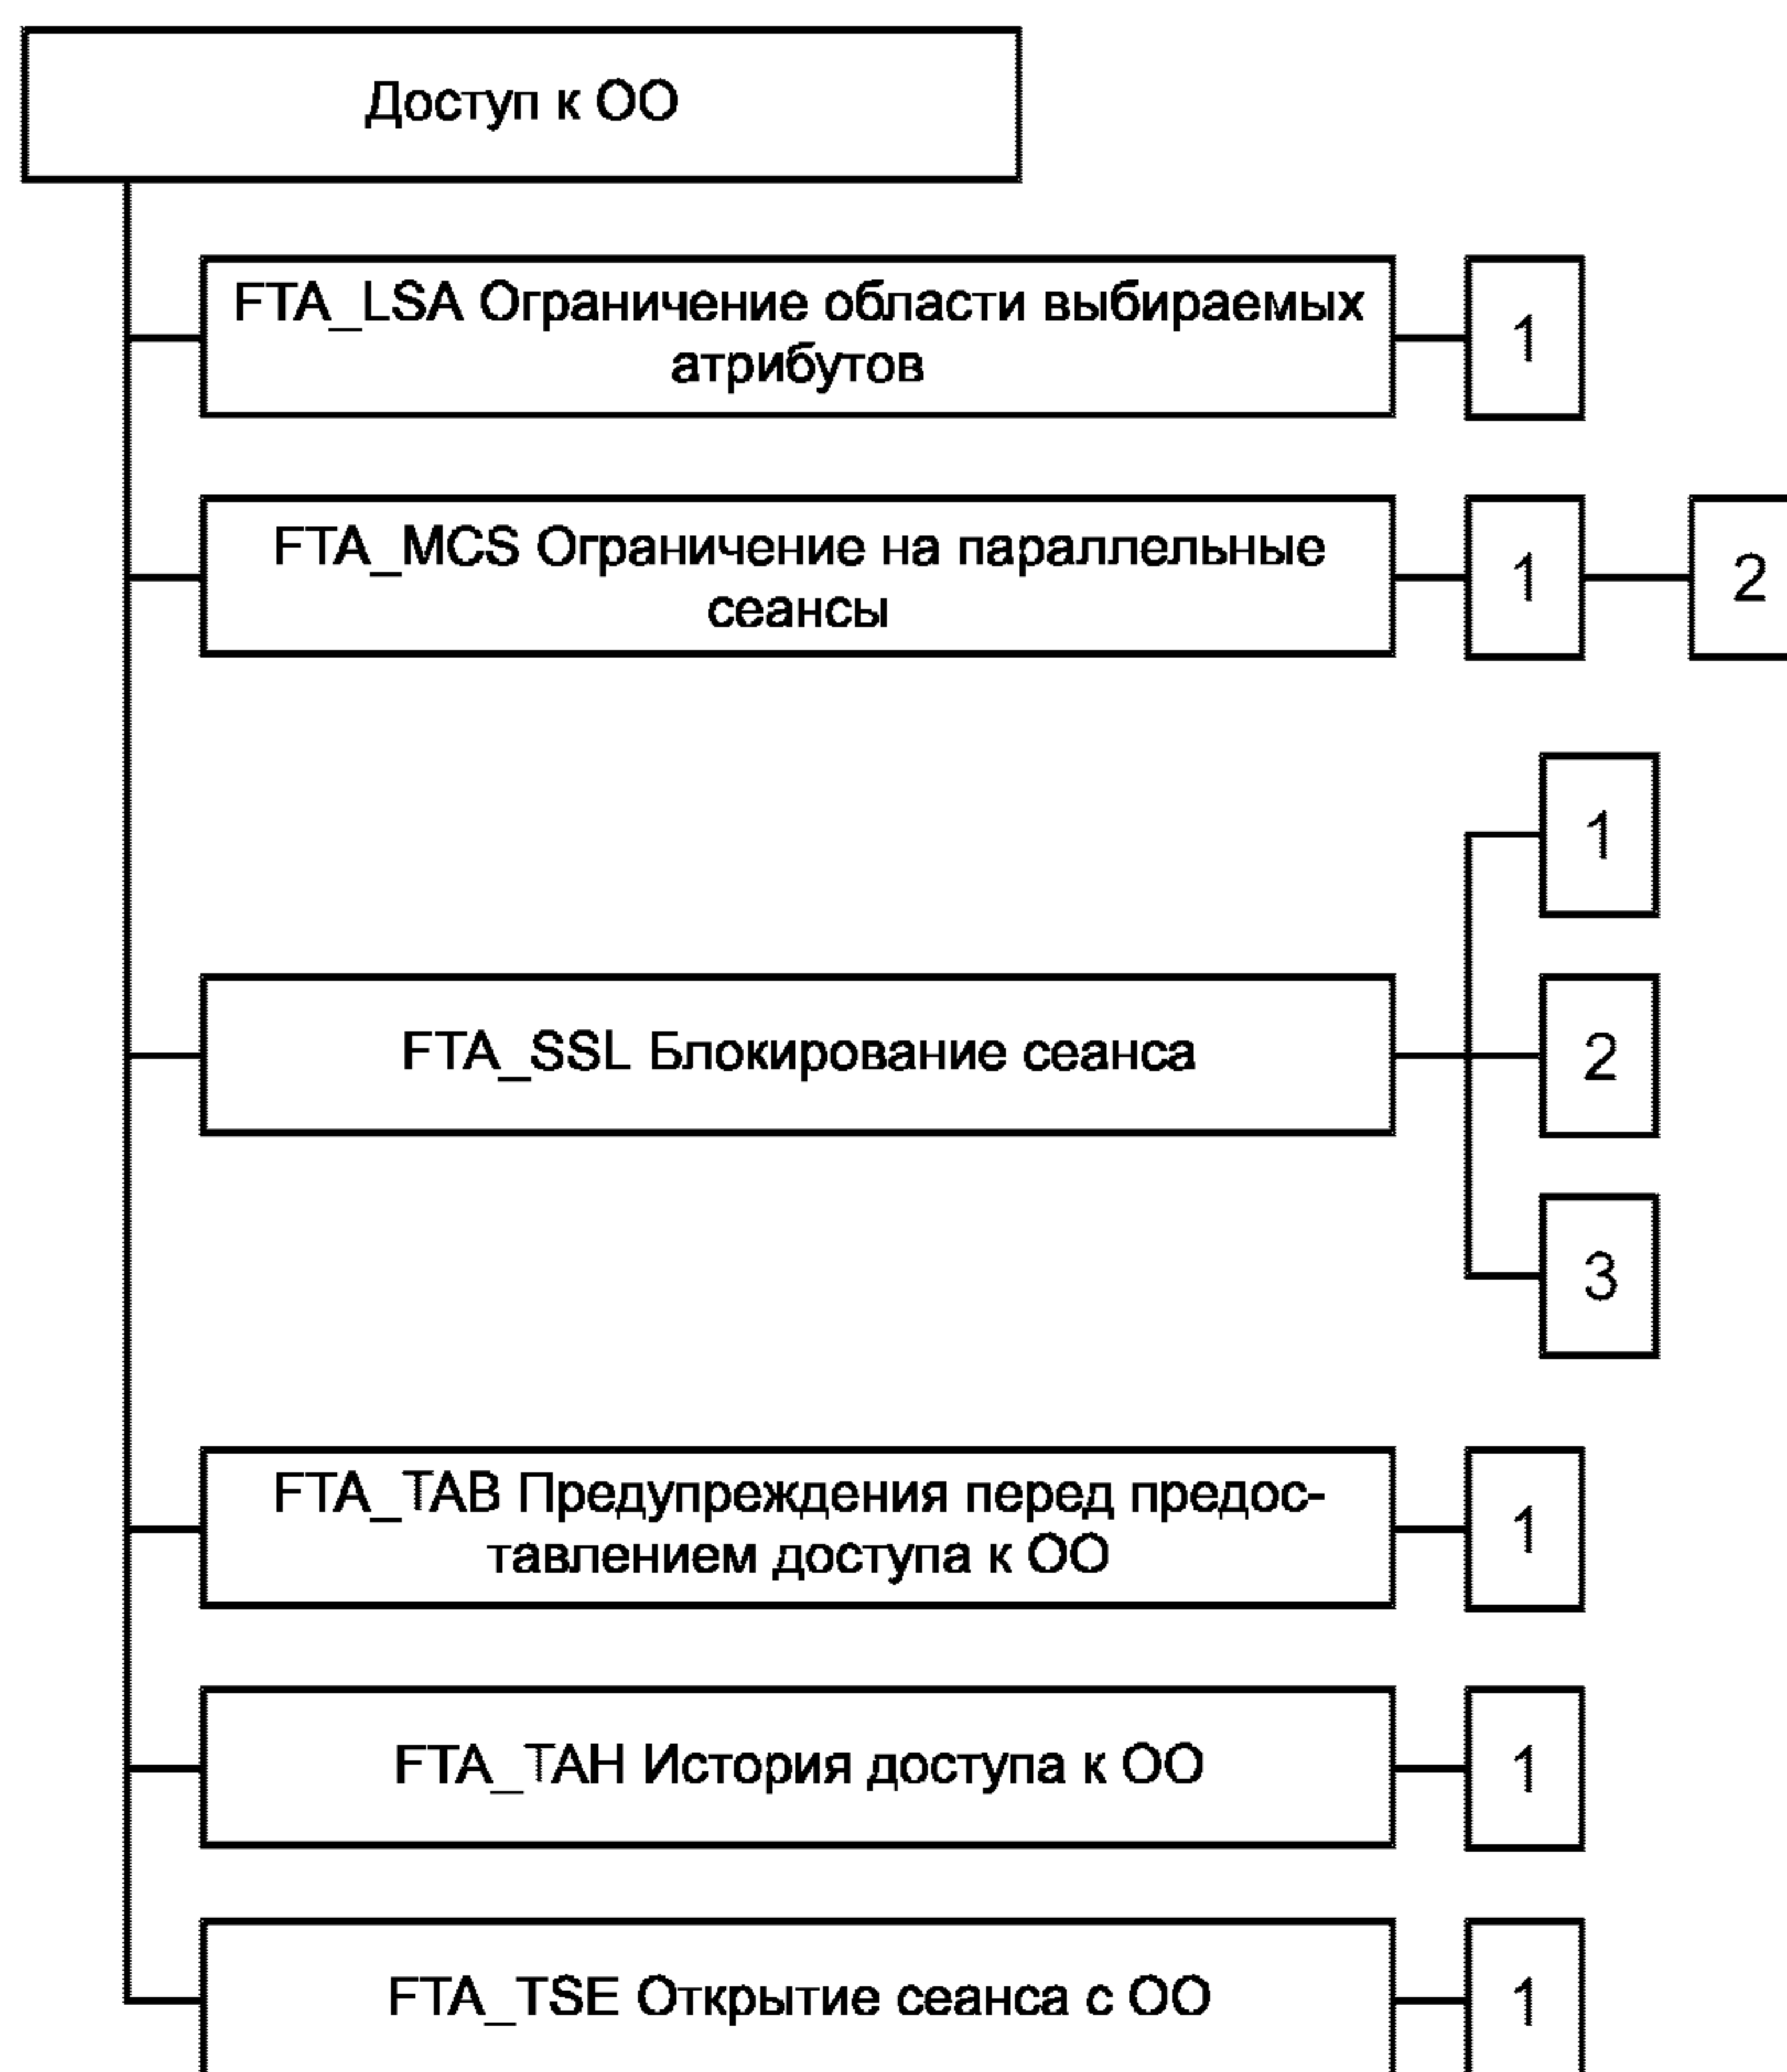 Доступ к ОО
FTA_LSA Ограничение области выбираемых
атрибутов
1
FTA_MCS Ограничение на параллельные
сеансы
1
2
1
FTA_SSL Блокирование сеанса
2
3
FTA_TAB Предупреждения перед предос-
тавлением доступа к ОО
1
FTA_TAH История доступа к ОО
1
FTA_TSE Открытие сеанса с ОО
1